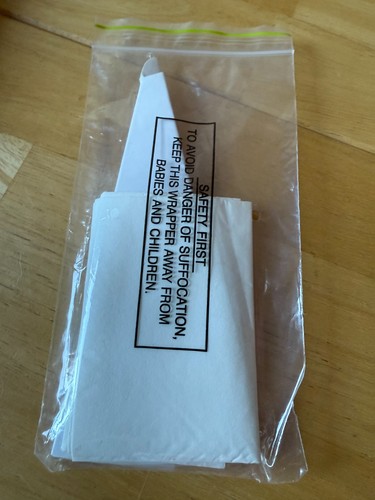 SAFETY FIRST
TO AVOID DANGER OF SUFFOCATION,
KEEP THIS WRAPPER AWAY FROM
BABIES AND CHILDREN.